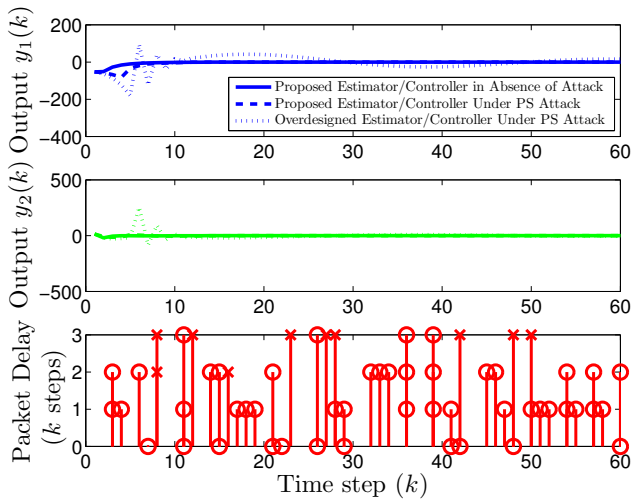 200
0
−200
−400
Output y₁(k)
Proposed Estimator/Controller in Absence of Attack
Proposed Estimator/Controller Under PS Attack
Overdesigned Estimator/Controller Under PS Attack
0 10 20 30 40 50 60
500
0
−500
Output y₂(k)
0 10 20 30 40 50 60
3
2
1
0
Packet Delay
(k steps)
0 10 20 30 40 50 60
Time step (k)